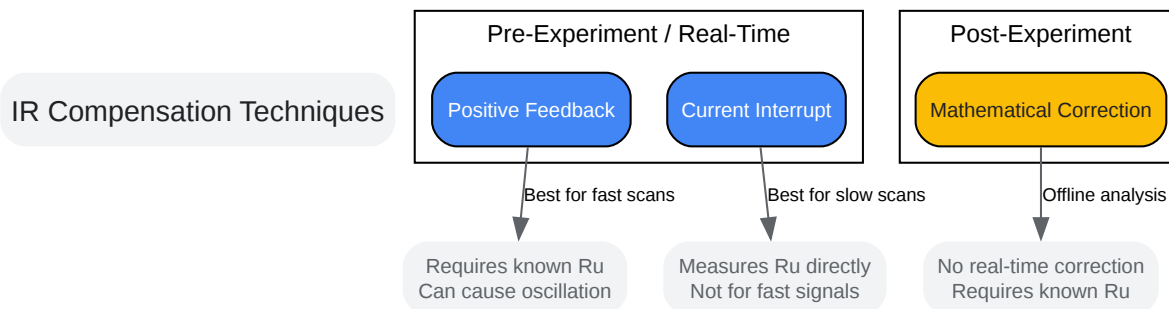 Pre-Experiment / Real-Time
Post-Experiment
IR Compensation Techniques
Positive Feedback
Current Interrupt
Mathematical Correction
Best for fast scans
Best for slow scans
Offline analysis
Requires known Ru
Can cause oscillation
Measures Ru directly
Not for fast signals
No real-time correction
Requires known Ru